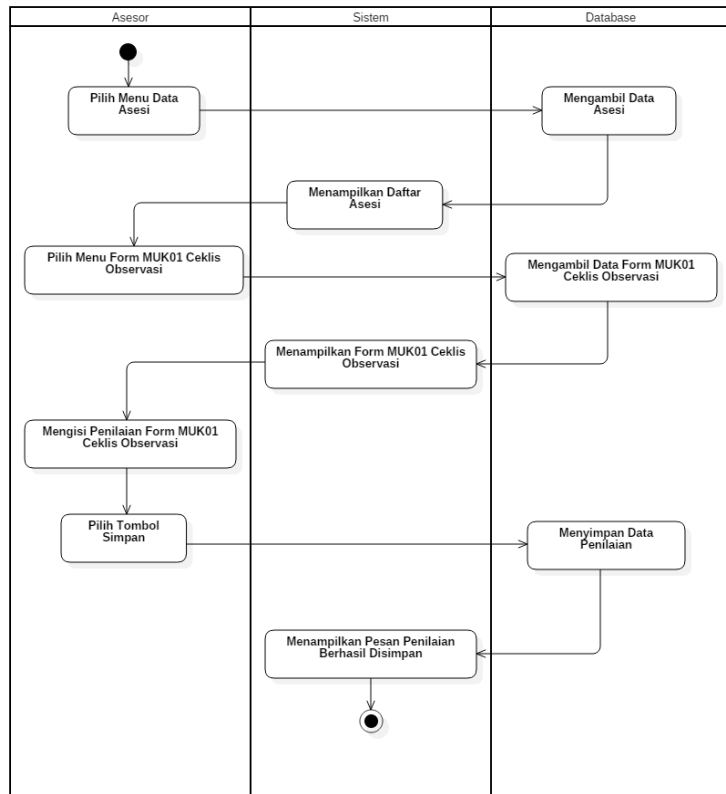 Asesor
Sistem
Database
Pilih Menu Data
Asesi
Mengambil Data
Asesi
Menampilkan Daftar
Asesi
Pilih Menu Form MUK01 Ceklis
Observasi
Mengambil Data Form MUK01
Ceklis Observasi
Menampilkan Form MUK01 Ceklis
Observasi
Mengisi Penilaian Form MUK01
Ceklis Observasi
Pilih Tombol
Simpan
Menyimpan Data
Penilaian
Menampilkan Pesan Penilaian
Berhasil Disimpan